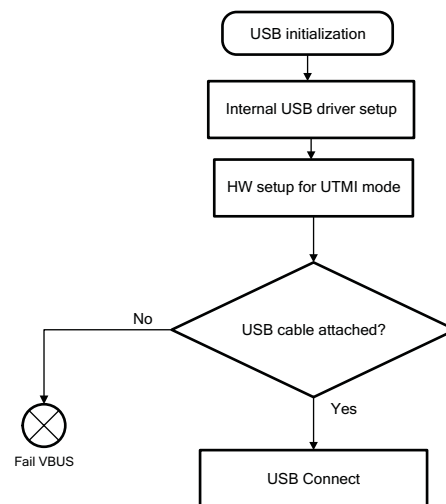 USB initialization
Internal USB driver setup
HW setup for UTMI mode
USB cable attached?
No
Yes
Fail VBUS
USB Connect